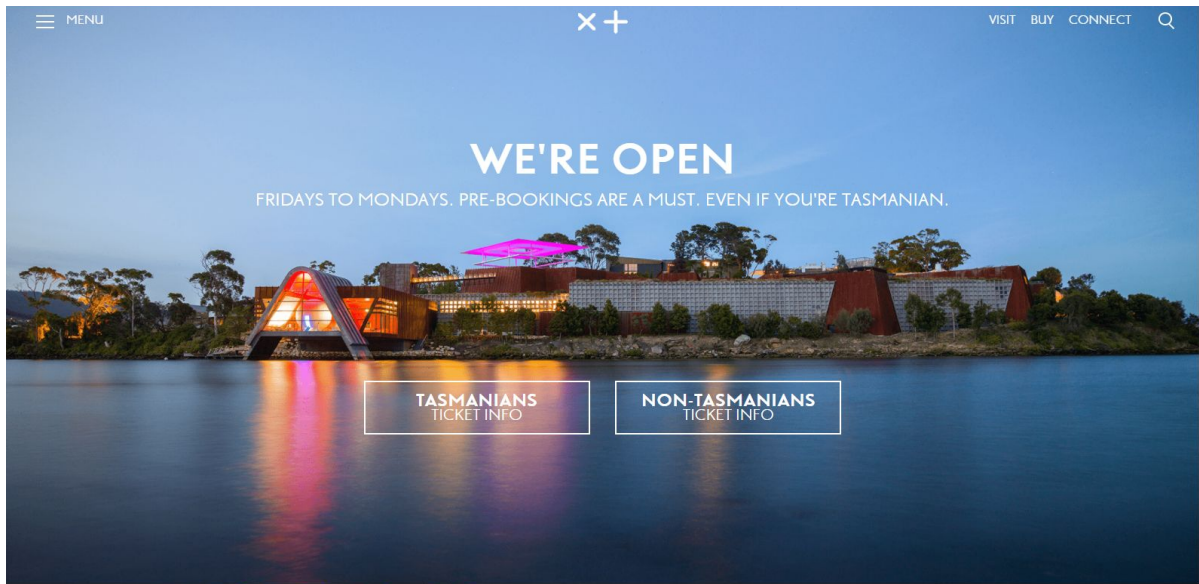 MENU
×+
VISIT BUY CONNECT
WE'RE OPEN
FRIDAYS TO MONDAYS. PRE-BOOKINGS ARE A MUST. EVEN IF YOU'RE TASMANIAN.
TASMANIANS
TICKET INFO
NON-TASMANIANS
TICKET INFO